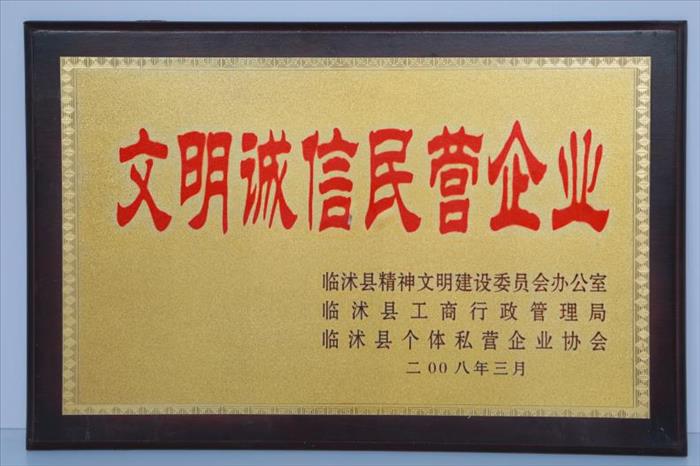 文明诚信民营企业
临沭县精神文明建设委员会办公室
临沭县工商行政管理局
临沭县个体私营企业协会
二00八年三月